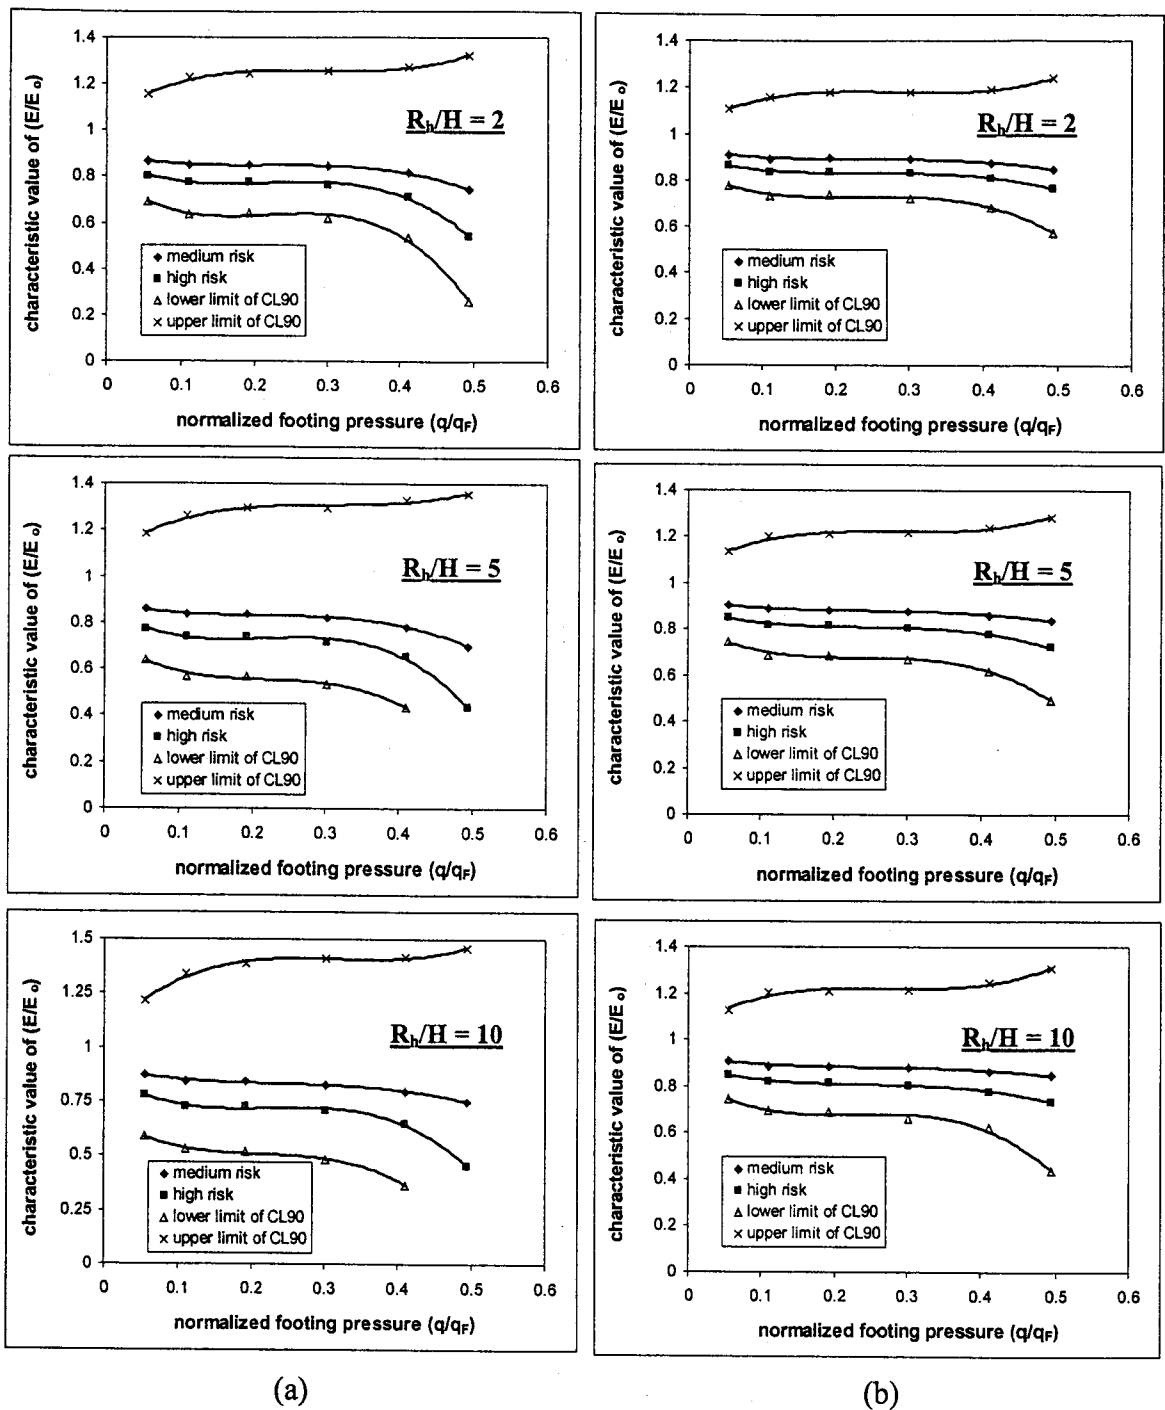 1.4
1.2
1
0.8
0.6
0.4
0.2
0
0 0.1 0.2 0.3 0.4 0.5 0.6
characteristic value of (E/E o)
R_h/H = 2
medium risk
high risk
lower limit of CL90
upper limit of CL90
normalized footing pressure (q/q_F)
1.4
1.2
1
0.8
0.6
0.4
0.2
0
0 0.1 0.2 0.3 0.4 0.5 0.6
characteristic value of (E/E o)
R_h/H = 2
medium risk
high risk
lower limit of CL90
upper limit of CL90
normalized footing pressure (q/q_F)
1.4
1.2
1
0.8
0.6
0.4
0.2
0
0 0.1 0.2 0.3 0.4 0.5 0.6
characteristic value of (E/E o)
R_h/H = 5
medium risk
high risk
lower limit of CL90
upper limit of CL90
normalized footing pressure (q/q_F)
1.4
1.2
1
0.8
0.6
0.4
0.2
0
0 0.1 0.2 0.3 0.4 0.5 0.6
characteristic value of (E/E o)
R_h/H = 5
medium risk
high risk
lower limit of CL90
upper limit of CL90
normalized footing pressure (q/q_F)
1.5
1.25
1
0.75
0.5
0.25
0
0 0.1 0.2 0.3 0.4 0.5 0.6
characteristic value of (E/E o)
R_h/H = 10
medium risk
high risk
lower limit of CL90
upper limit of CL90
normalized footing pressure (q/q_F)
1.4
1.2
1
0.8
0.6
0.4
0.2
0
0 0.1 0.2 0.3 0.4 0.5 0.6
characteristic value of (E/E o)
R_h/H = 10
medium risk
high risk
lower limit of CL90
upper limit of CL90
normalized footing pressure (q/q_F)
(a)
(b)